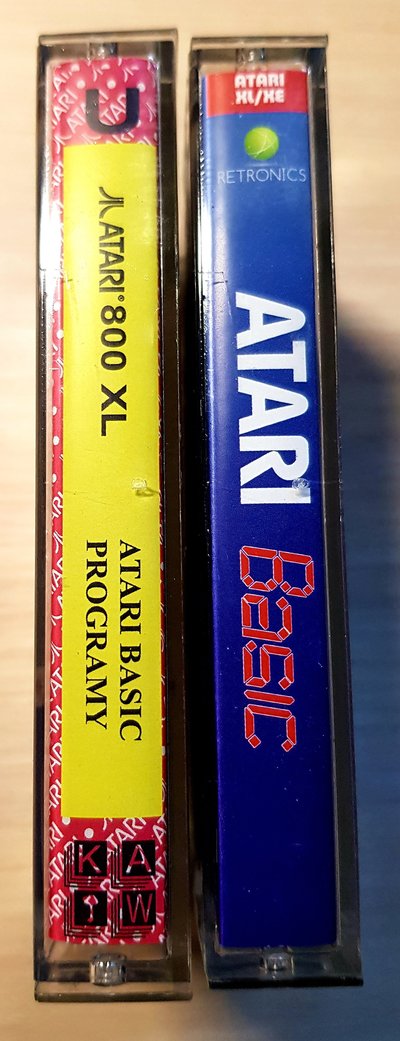 U
ATARI® 800 XL
ATARI BASIC
PROGRAMY
K A
W
ATARI
XL/XE
RETRONICS
ATARI
Basic